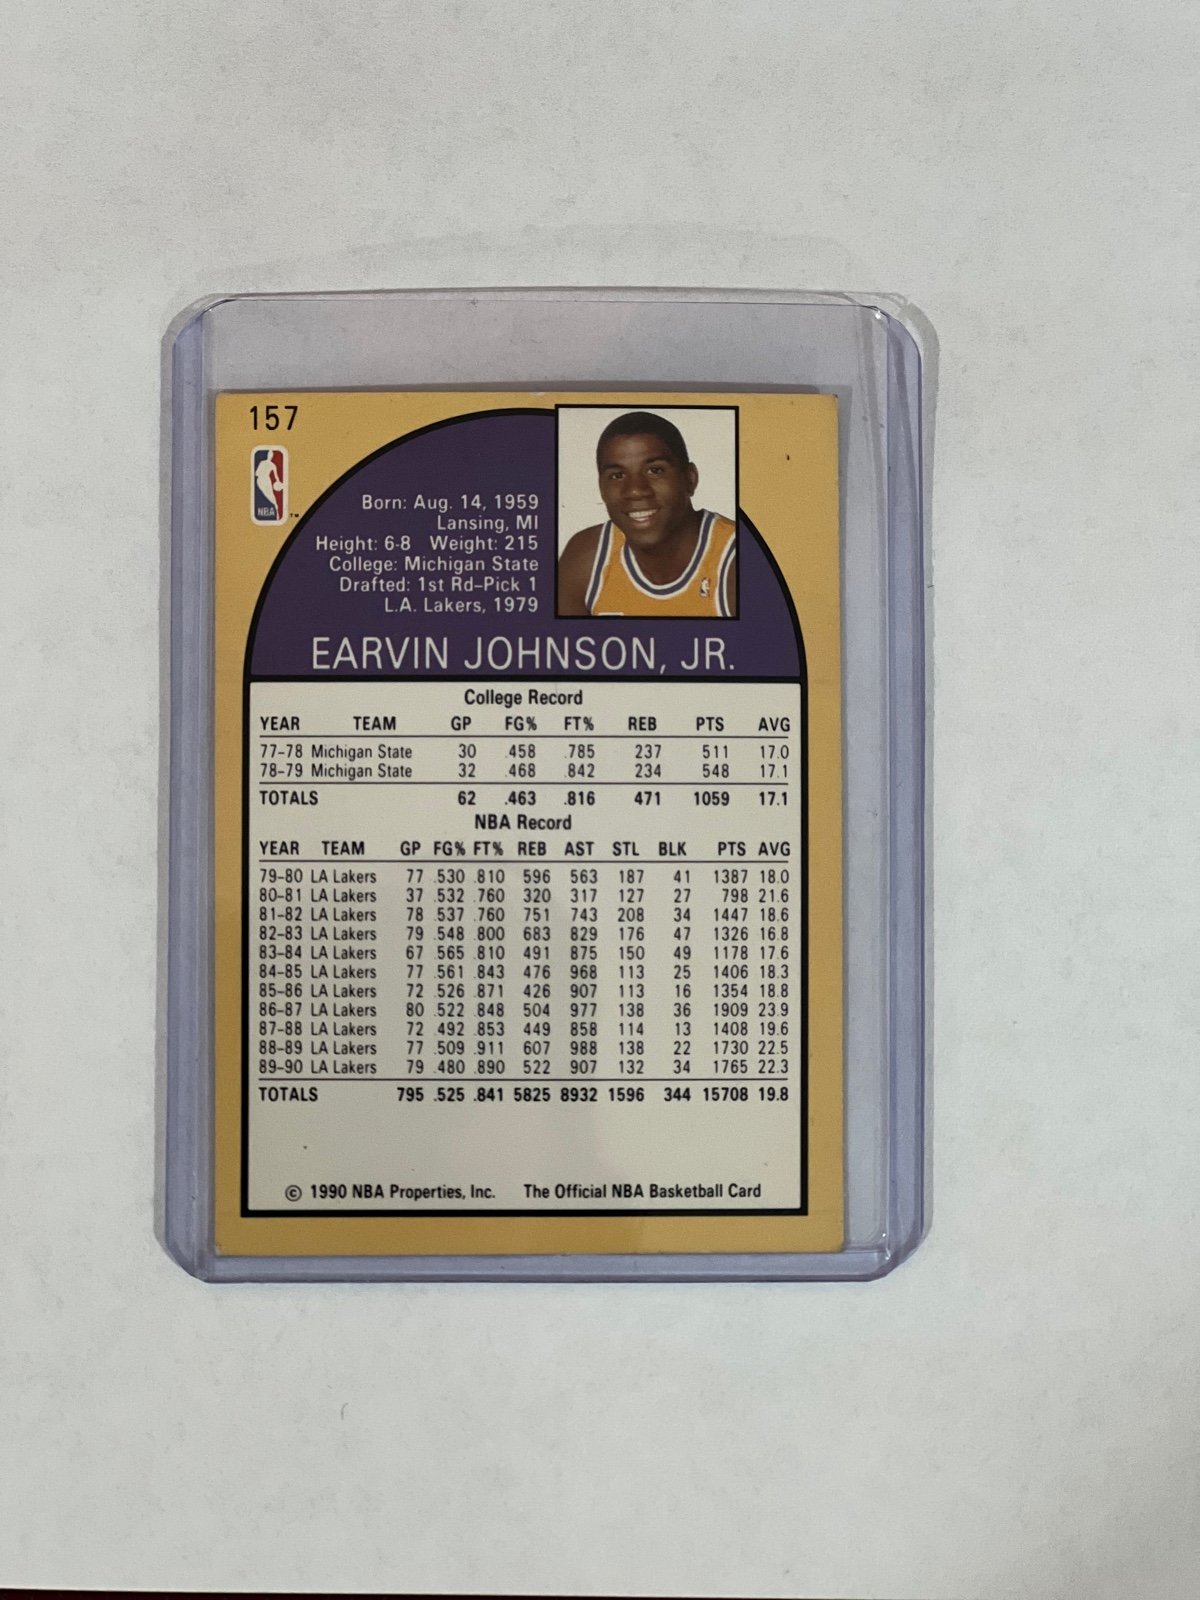 157
NBA
TM
Born: Aug. 14, 1959
Lansing, MI
Height: 6-8 Weight: 215
College: Michigan State
Drafted: 1st Rd–Pick 1
L.A. Lakers, 1979
EARVIN JOHNSON, JR.
College Record
YEAR TEAM GP FG% FT% REB PTS AVG
77–78 Michigan State 30 .458 .785 237 511 17.0
78–79 Michigan State 32 .468 .842 234 548 17.1
TOTALS 62 .463 .816 471 1059 17.1
NBA Record
YEAR TEAM GP FG% FT% REB AST STL BLK PTS AVG
79–80 LA Lakers 77 .530 .810 596 563 187 41 1387 18.0
80–81 LA Lakers 37 .532 .760 320 317 127 27 798 21.6
81–82 LA Lakers 78 .537 .760 751 743 208 34 1447 18.6
82–83 LA Lakers 79 .548 .800 683 829 176 47 1326 16.8
83–84 LA Lakers 67 .565 .810 491 875 150 49 1178 17.6
84–85 LA Lakers 77 .561 .843 476 968 113 25 1406 18.3
85–86 LA Lakers 72 .526 .871 426 907 113 16 1354 18.8
86–87 LA Lakers 80 .522 .848 504 977 138 36 1909 23.9
87–88 LA Lakers 72 .492 .853 449 858 114 13 1408 19.6
88–89 LA Lakers 77 .509 .911 607 988 138 22 1730 22.5
89–90 LA Lakers 79 .480 .890 522 907 132 34 1765 22.3
TOTALS 795 .525 .841 5825 8932 1596 344 15708 19.8
© 1990 NBA Properties, Inc. The Official NBA Basketball Card